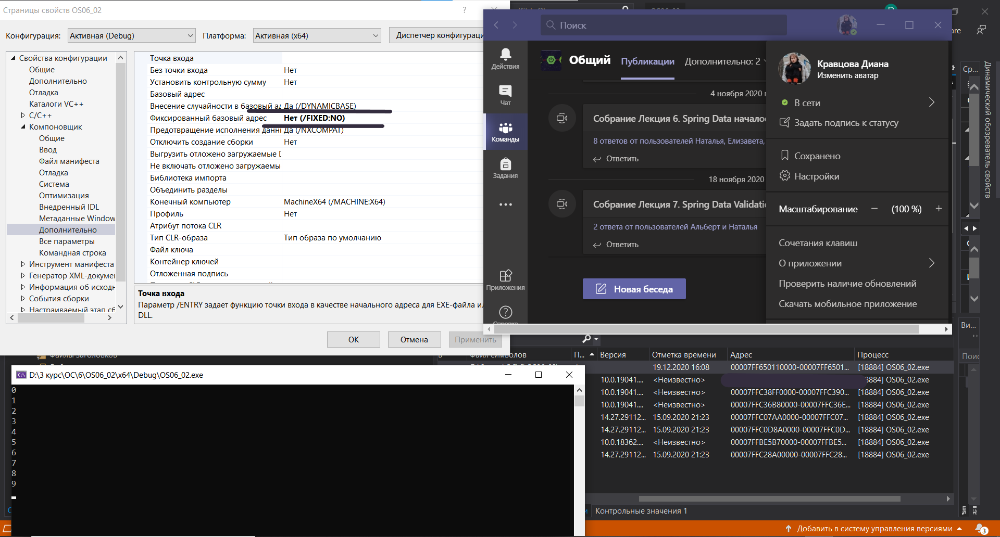 Страницы свойств OS06_02
?
Конфигурация:
Активная (Debug)
Платформа:
Активная (x64)
Диспетчер конфигураци
Свойства конфигурации
Общие
Дополнительно
Отладка
Каталоги VC++
C/C++
Компоновщик
Общие
Ввод
Файл манифеста
Отладка
Система
Оптимизация
Внедренный IDL
Метаданные Window
Дополнительно
Все параметры
Командная строка
Инструмент манифеста
Генератор XML-докумен
Информация об исходн
События сборки
Настраиваемый этап сб
Точка входа
Без точки входа Нет
Установить контрольную сумму Нет
Базовый адрес
Внесение случайности в базовый ад Да (/DYNAMICBASE)
Фиксированный базовый адрес Нет (/FIXED:NO)
Предотвращение исполнения данн Да (/NXCOMPAT)
Отключить создание сборки Нет
Выгрузить отложено загружаемые D
Не включать отложено загружаемы
Библиотека импорта
Объединить разделы
Конечный компьютер MachineX64 (/MACHINE:X64)
Профиль Нет
Атрибут потока CLR
Тип CLR-образа Тип образа по умолчанию
Файл ключа
Контейнер ключей
Отложенная подпись
Точка входа
Параметр /ENTRY задает функцию точки входа в качестве начального адреса для EXE-файла ил
DLL.
ОК
Отмена
Применить
Поиск
Действия
Чат
Команды
Задания
Приложения
Справка
Общий
Публикации
Дополнительно: 2
4 ноября 2020 г
Собрание Лекция 6. Spring Data началос
8 ответов от пользователей Наталья, Елизавета,
Ответить
18 ноября 2020
Собрание Лекция 7. Spring Data Validatio
2 ответа от пользователей Альберт и Наталья
Ответить
Новая беседа
Кравцова Диана
Изменить аватар
В сети
Задать подпись к статусу
Сохранено
Настройки
Масштабирование
(100 %)
Сочетания клавиш
О приложении
Проверить наличие обновлений
Скачать мобильное приложение
are
Ср...
Динамический обозреватель свойств
Ви...
Поис
Файлы заголовков
Файл символов
П... Версия Отметка времени Адрес Процесс
19.12.2020 16:08 00007FF650110000-00007FF6501... [18884] OS06_02.exe
10.0.19041.... <Неизвестно> 8884] OS06_02.exe
10.0.19041.... <Неизвестно> 00007FFC38FF0000-00007FFC390... [18884] OS06_02.exe
10.0.19041.... <Неизвестно> 00007FFC36B80000-00007FFC36E... [18884] OS06_02.exe
14.27.29112... 15.09.2020 21:23 00007FFC07AA0000-00007FFC07... [18884] OS06_02.exe
14.27.29112... 15.09.2020 21:23 00007FFC0D8A0000-00007FFC0D... [18884] OS06_02.exe
10.0.18362.... <Неизвестно> 00007FFBE5B70000-00007FFBE5... [18884] OS06_02.exe
14.27.29112... 15.09.2020 21:23 00007FFC28A00000-00007FFC28... [18884] OS06_02.exe
Контрольные значения 1
Добавить в систему управления версиями
3
D:\3 курс\ОС\6\OS06_02\x64\Debug\OS06_02.exe
0
1
2
3
4
5
6
7
8
9